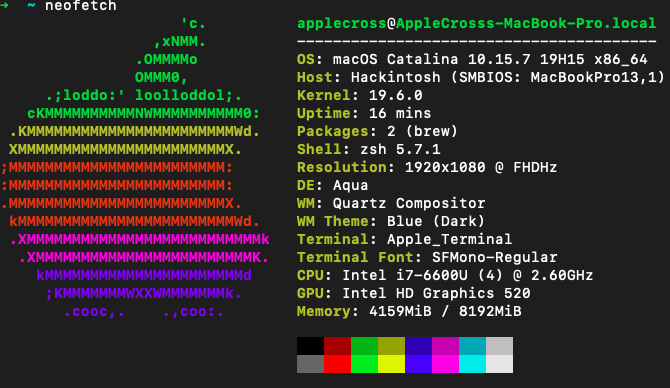 → ~ neofetch
'c.
,xNMM.
.OMMMMo
OMMM0,
.;loddo:' loolloddol;.
cKMMMMMMMMMMNWMMMMMMMMMM0:
.KMMMMMMMMMMMMMMMMMMMMMMMWd.
XMMMMMMMMMMMMMMMMMMMMMMMX.
;MMMMMMMMMMMMMMMMMMMMMMMM:
:MMMMMMMMMMMMMMMMMMMMMMMM:
.MMMMMMMMMMMMMMMMMMMMMMMMX.
kMMMMMMMMMMMMMMMMMMMMMMMMWd.
.XMMMMMMMMMMMMMMMMMMMMMMMMMMk
.XMMMMMMMMMMMMMMMMMMMMMMMMK.
kMMMMMMMMMMMMMMMMMMMMMMd
;KMMMMMMMWXXWMMMMMMMk.
.cooc,. .,coo:.
applecross@AppleCrosss-MacBook-Pro.local
----------------------------------------
OS: macOS Catalina 10.15.7 19H15 x86_64
Host: Hackintosh (SMBIOS: MacBookPro13,1)
Kernel: 19.6.0
Uptime: 16 mins
Packages: 2 (brew)
Shell: zsh 5.7.1
Resolution: 1920x1080 @ FHDHz
DE: Aqua
WM: Quartz Compositor
WM Theme: Blue (Dark)
Terminal: Apple_Terminal
Terminal Font: SFMono-Regular
CPU: Intel i7-6600U (4) @ 2.60GHz
GPU: Intel HD Graphics 520
Memory: 4159MiB / 8192MiB